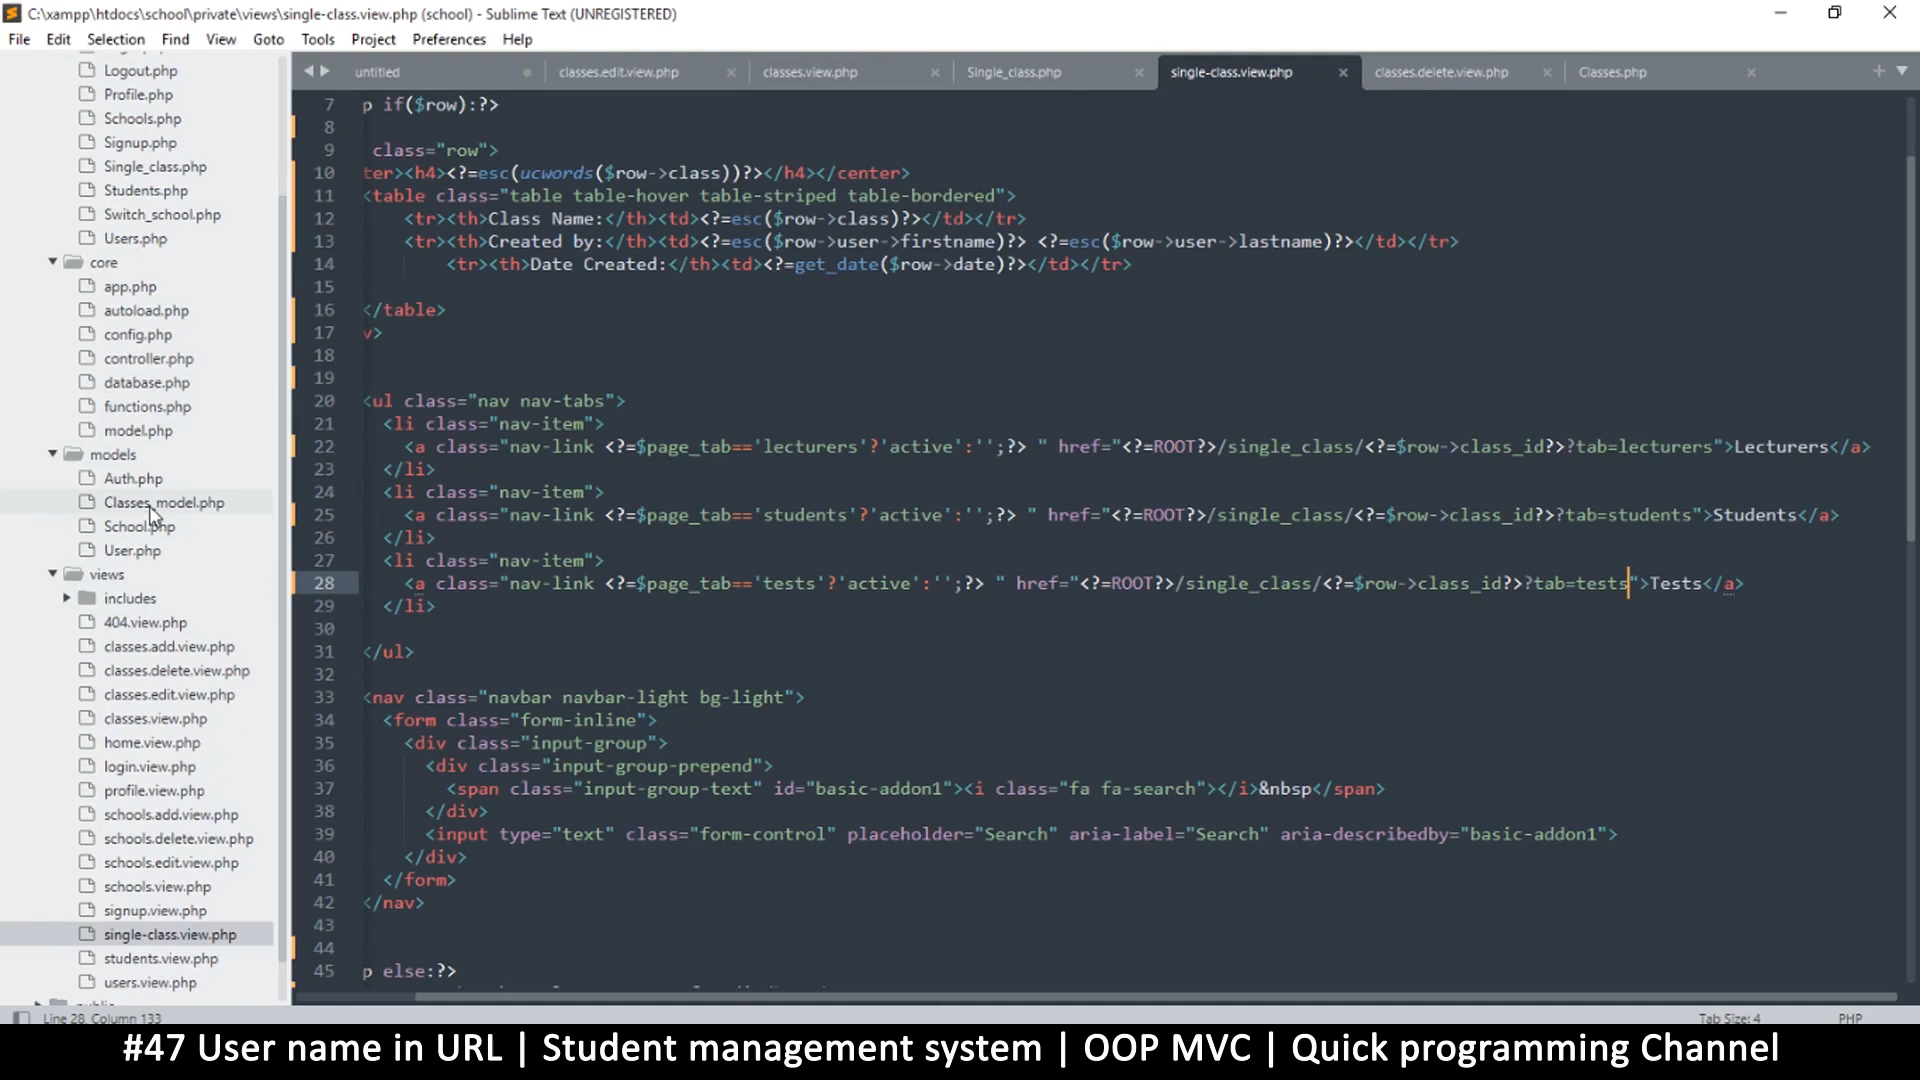 C:\xampp\htdocs\school\private\views\single-class.view.php (school) - Sublime Text (UNREGISTERED)
File Edit Selection Find View Goto Tools Project Preferences Help
untitled classes.edit.view.php classes.view.php Single_class.php single-class.view.php classes.delete.view.php Classes.php
Logout.php
Profile.php
Schools.php
Signup.php
Single_class.php
Students.php
Switch_school.php
Users.php
core
app.php
autoload.php
config.php
controller.php
database.php
functions.php
model.php
models
Auth.php
Classes_model.php
School.php
User.php
views
includes
404.view.php
classes.add.view.php
classes.delete.view.php
classes.edit.view.php
classes.view.php
home.view.php
login.view.php
profile.view.php
schools.add.view.php
schools.delete.view.php
schools.edit.view.php
schools.view.php
signup.view.php
single-class.view.php
students.view.php
users.view.php
7 p if($row):?>
8
9 class="row">
10 ter><h4><?=esc(ucwords($row->class))?></h4></center>
11 <table class="table table-hover table-striped table-bordered">
12 <tr><th>Class Name:</th><td><?=esc($row->class)?></td></tr>
13 <tr><th>Created by:</th><td><?=esc($row->user->firstname)?> <?=esc($row->user->lastname)?></td></tr>
14 <tr><th>Date Created:</th><td><?=get_date($row->date)?></td></tr>
15
16 </table>
17 v>
18
19
20 <ul class="nav nav-tabs">
21 <li class="nav-item">
22 <a class="nav-link <?=$page_tab=='lecturers'?'active':'';?> " href="<?=ROOT?>/single_class/<?=$row->class_id?>?tab=lecturers">Lecturers</a>
23 </li>
24 <li class="nav-item">
25 <a class="nav-link <?=$page_tab=='students'?'active':'';?> " href="<?=ROOT?>/single_class/<?=$row->class_id?>?tab=students">Students</a>
26 </li>
27 <li class="nav-item">
28 <a class="nav-link <?=$page_tab=='tests'?'active':'';?> " href="<?=ROOT?>/single_class/<?=$row->class_id?>?tab=tests">Tests</a>
29 </li>
30
31 </ul>
32
33 <nav class="navbar navbar-light bg-light">
34 <form class="form-inline">
35 <div class="input-group">
36 <div class="input-group-prepend">
37 <span class="input-group-text" id="basic-addon1"><i class="fa fa-search"></i>&nbsp</span>
38 </div>
39 <input type="text" class="form-control" placeholder="Search" aria-label="Search" aria-describedby="basic-addon1">
40 </div>
41 </form>
42 </nav>
43
44
45 p else:?>
Line 28, Column 133 Tab Size: 4 PHP
#47 User name in URL | Student management system | OOP MVC | Quick programming Channel